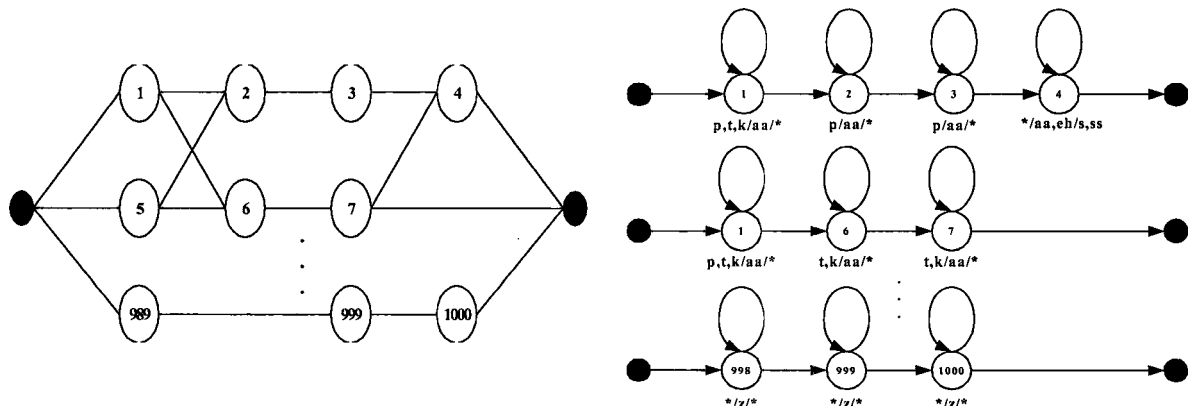 1 2 3 4
5 6 7
989 999 1000
1 2 3 4
p,t,k/aa/* p/aa/* p/aa/* */aa,eh/s,ss
1 6 7
p,t,k/aa/* t,k/aa/* t,k/aa/*
998 999 1000
*/z/* */z/* */z/*